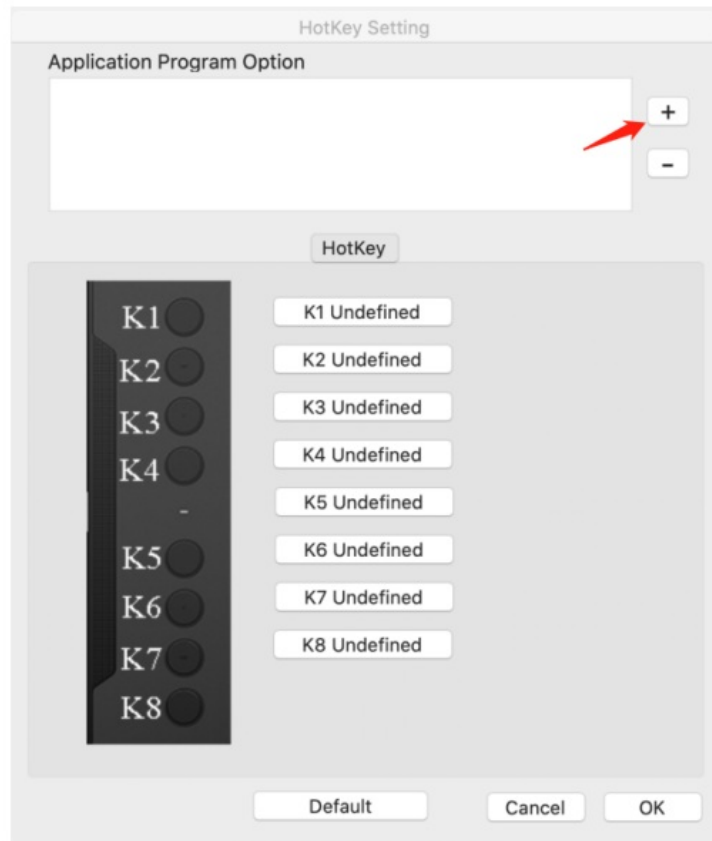 HotKey Setting
Application Program Option
+
-
HotKey
K1 K1 Undefined
K2 K2 Undefined
K3 K3 Undefined
K4 K4 Undefined
-
K5 K5 Undefined
K6 K6 Undefined
K7 K7 Undefined
K8 K8 Undefined
Default Cancel OK